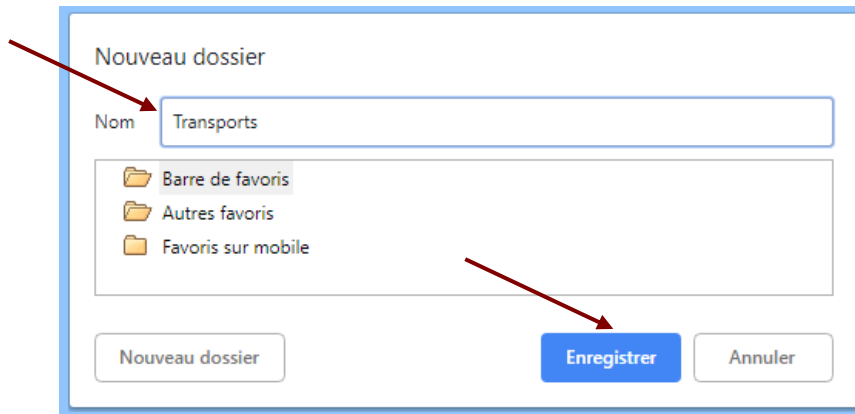 Nouveau dossier
Nom Transports
Barre de favoris
Autres favoris
Favoris sur mobile
Nouveau dossier Enregistrer Annuler